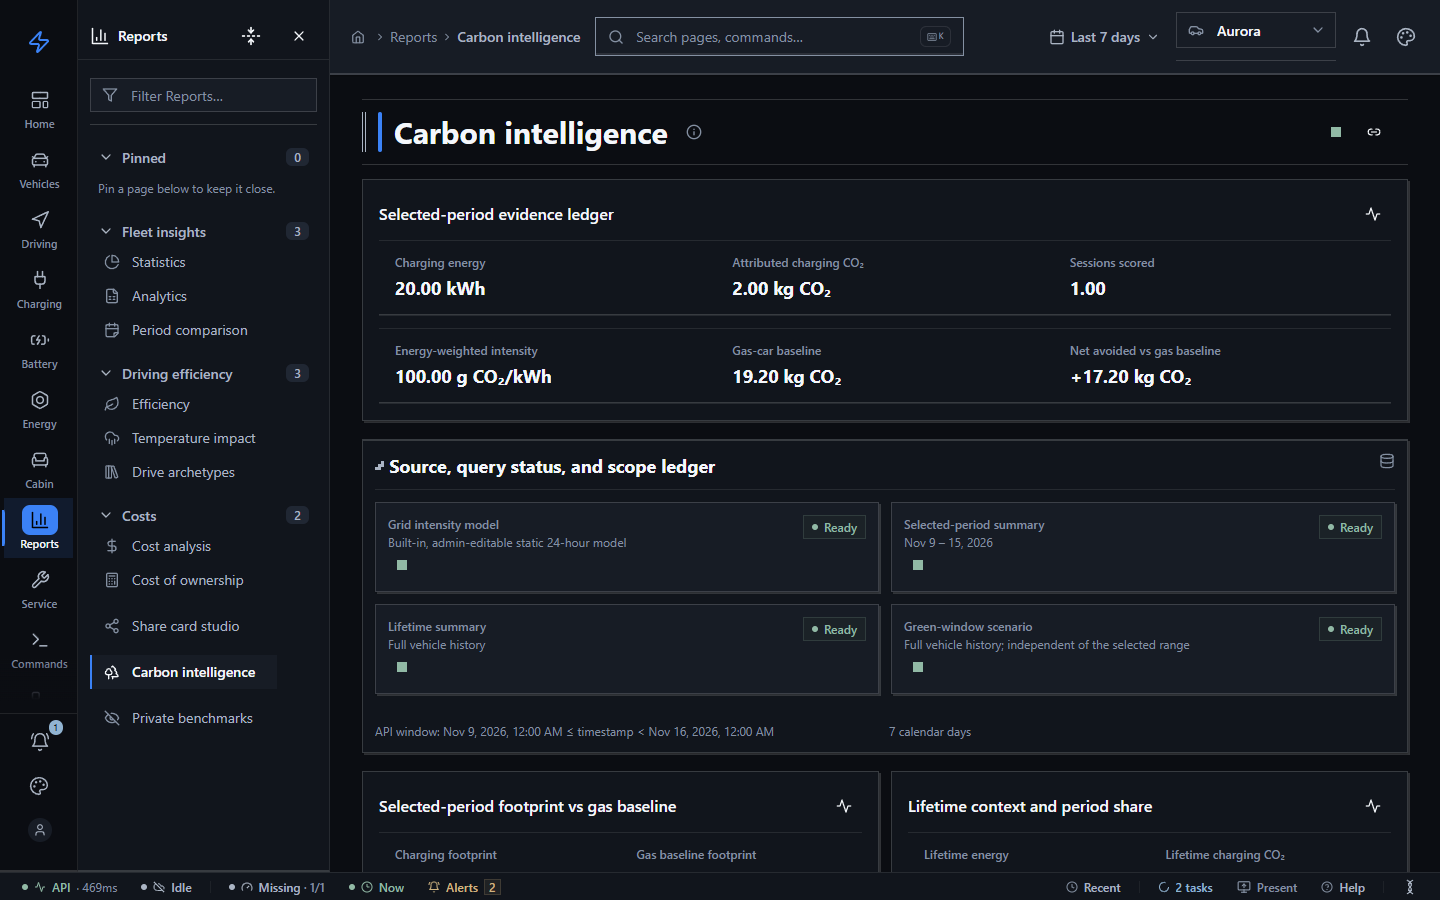 Home
Vehicles
Driving
Charging
Battery
Energy
Cabin
Reports
Service
Commands
1
Reports
Filter Reports...
Pinned 0
Pin a page below to keep it close.
Fleet insights 3
Statistics
Analytics
Period comparison
Driving efficiency 3
Efficiency
Temperature impact
Drive archetypes
Costs 2
Cost analysis
Cost of ownership
Share card studio
Carbon intelligence
Private benchmarks
Reports Carbon intelligence
Search pages, commands... K
Last 7 days
Aurora
Carbon intelligence
Selected-period evidence ledger
Charging energy Attributed charging CO₂ Sessions scored
20.00 kWh 2.00 kg CO₂ 1.00
Energy-weighted intensity Gas-car baseline Net avoided vs gas baseline
100.00 g CO₂/kWh 19.20 kg CO₂ +17.20 kg CO₂
Source, query status, and scope ledger
Grid intensity model Ready
Built-in, admin-editable static 24-hour model
Selected-period summary Ready
Nov 9 – 15, 2026
Lifetime summary Ready
Full vehicle history
Green-window scenario Ready
Full vehicle history; independent of the selected range
API window: Nov 9, 2026, 12:00 AM ≤ timestamp < Nov 16, 2026, 12:00 AM 7 calendar days
Selected-period footprint vs gas baseline
Charging footprint Gas baseline footprint
Lifetime context and period share
Lifetime energy Lifetime charging CO₂
API · 469ms Idle Missing · 1/1 Now Alerts 2 Recent 2 tasks Present Help